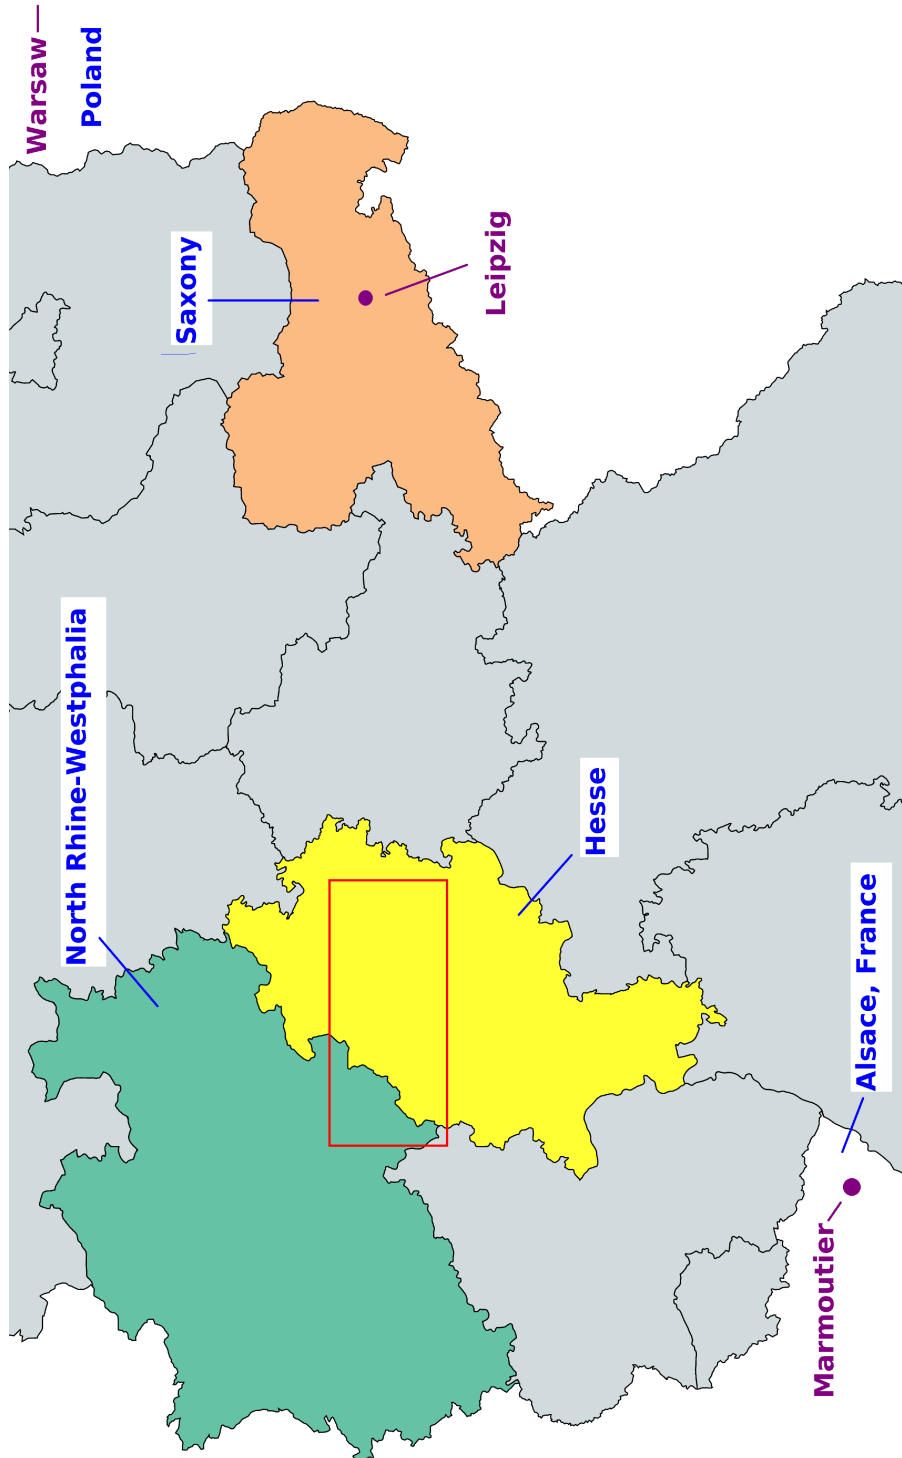 Warsaw
Poland
Saxony
Leipzig
North Rhine-Westphalia
Hesse
Alsace, France
Marmoutier